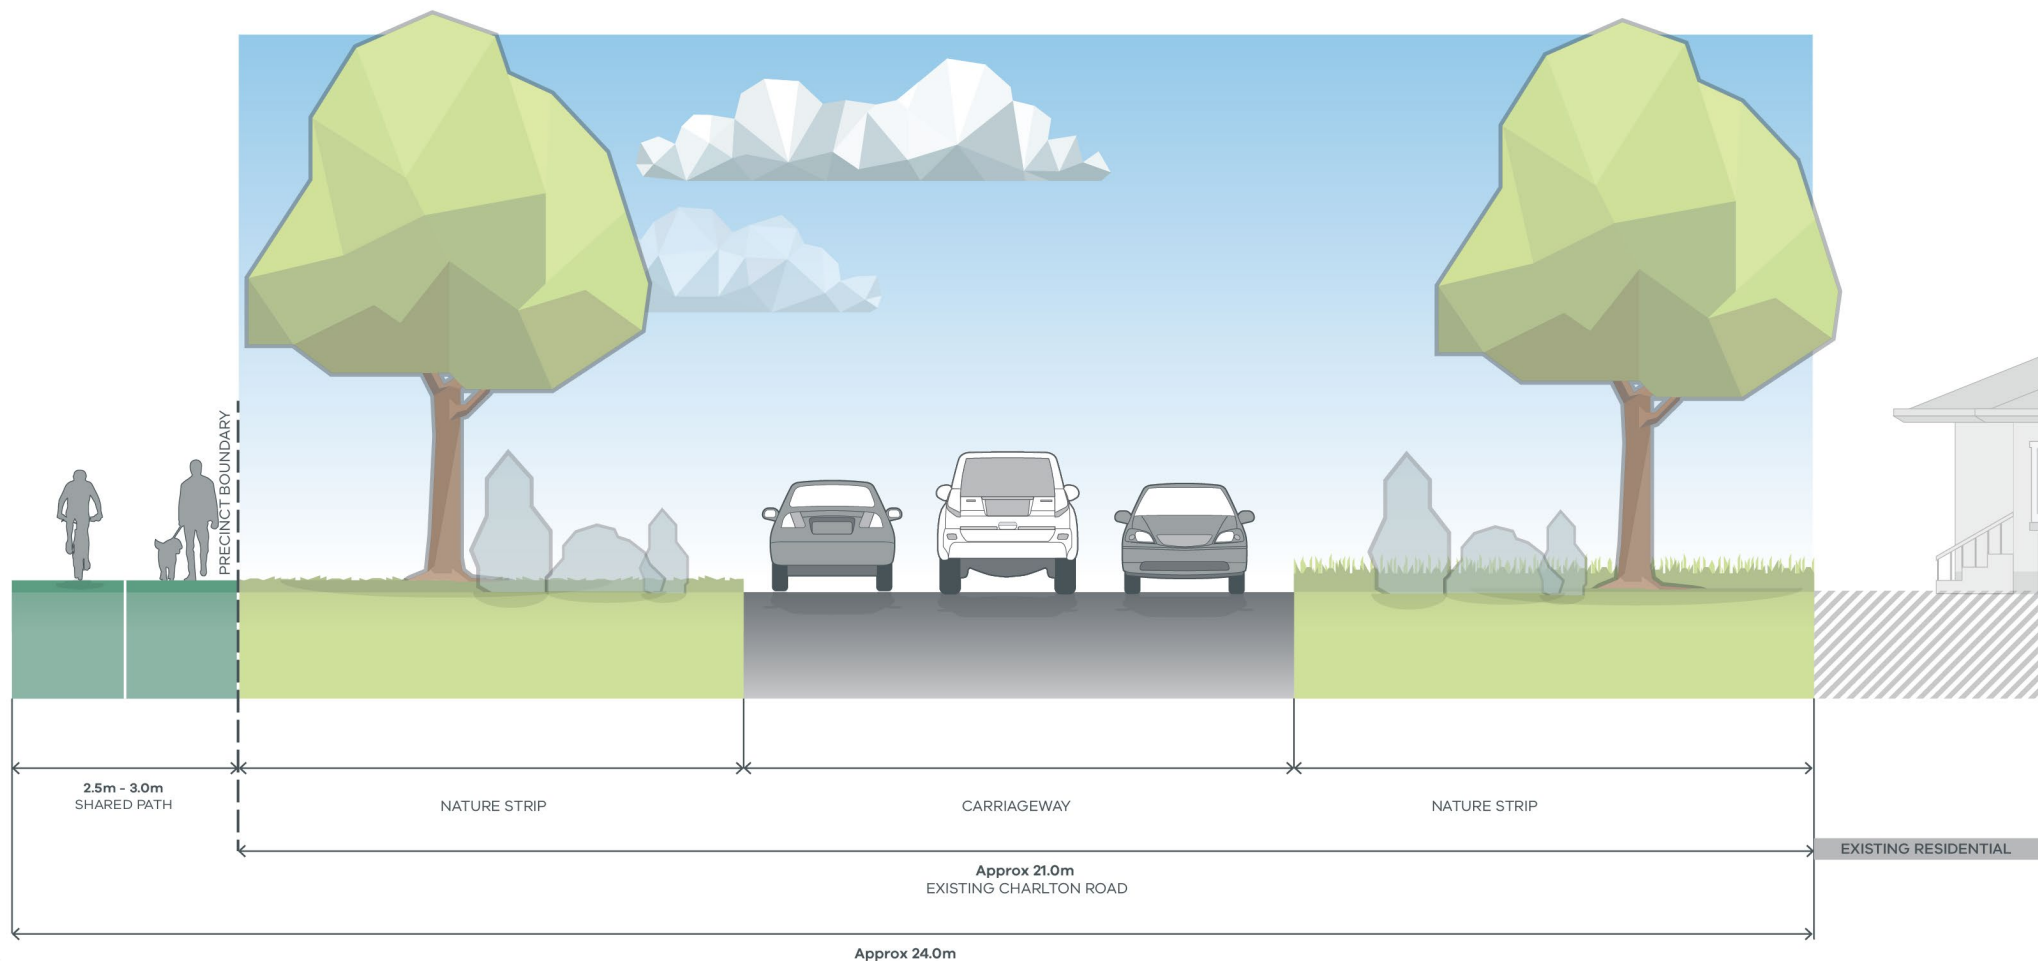 PRECINCT BOUNDARY
2.5m - 3.0m
SHARED PATH
NATURE STRIP
CARRIAGEWAY
NATURE STRIP
EXISTING RESIDENTIAL
Approx 21.0m
EXISTING CHARLTON ROAD
Approx 24.0m